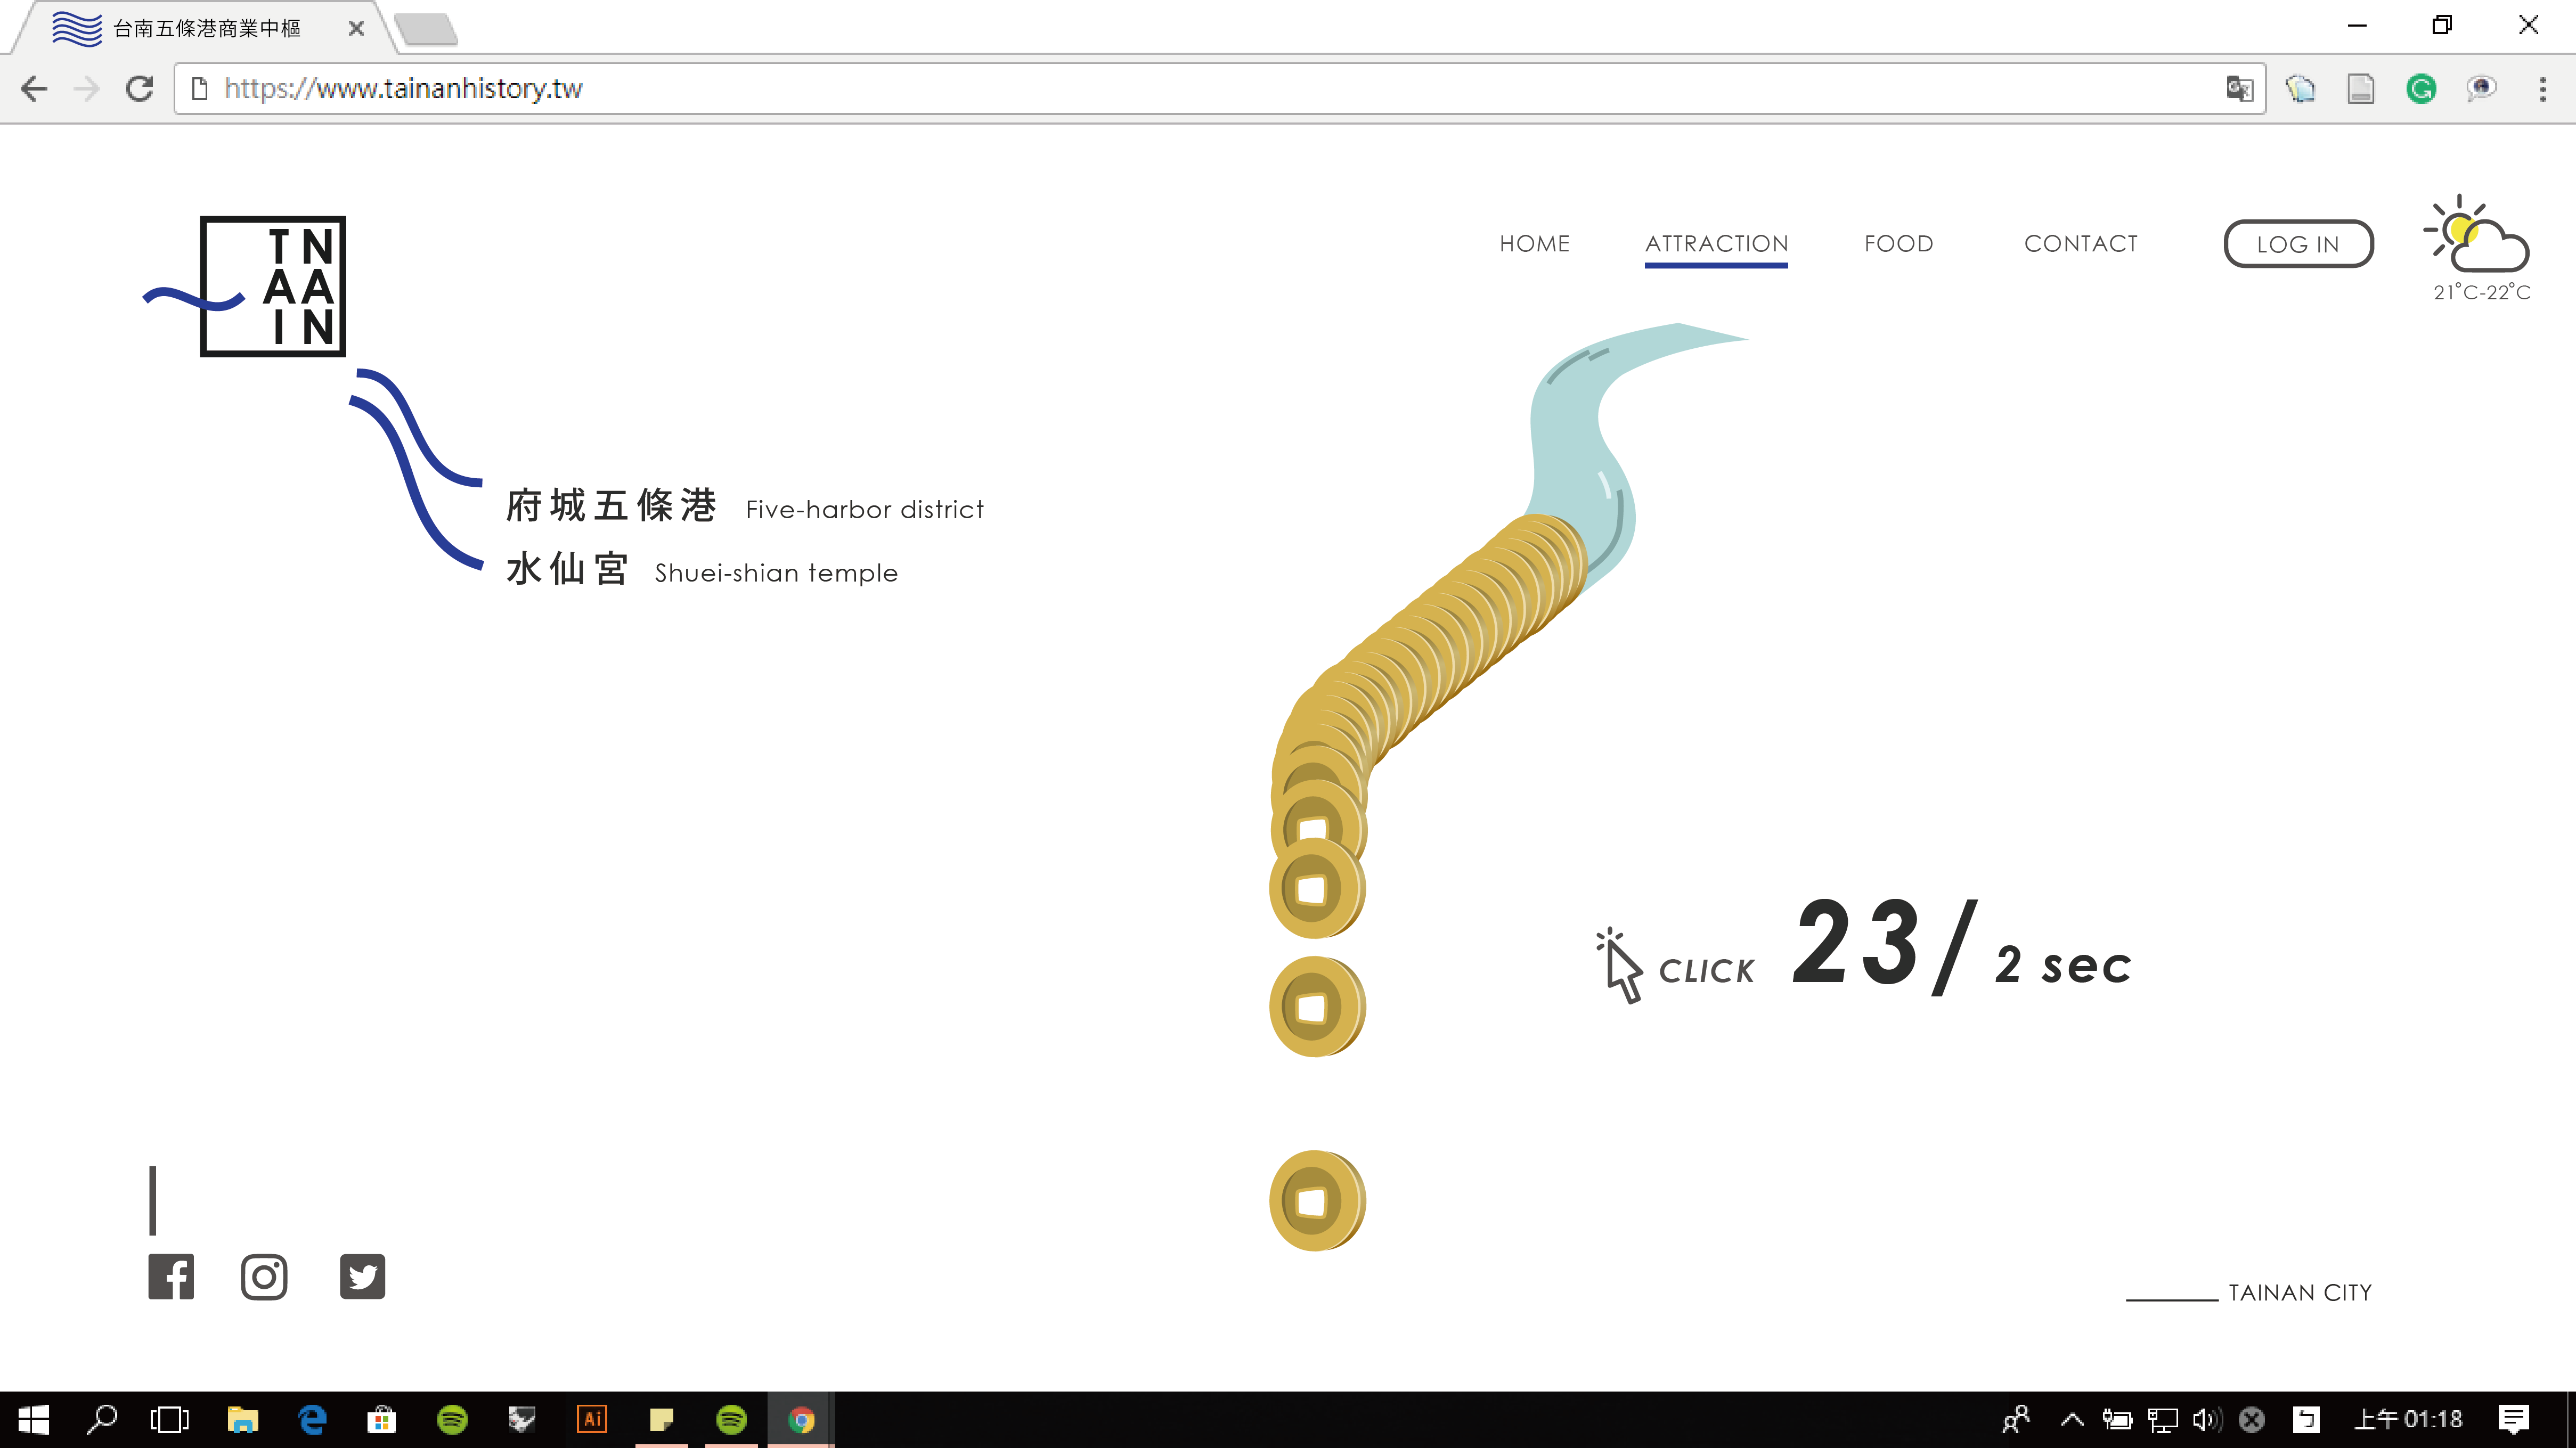 台南五條港商業中樞
https://www.tainanhistory.tw
T N
A A
I N
HOME ATTRACTION FOOD CONTACT LOG IN
21°C-22°C
府城五條港 Five-harbor district
水仙宮 Shuei-shian temple
CLICK 23/ 2 sec
TAINAN CITY
Ai
ㄅ 上午 01:18